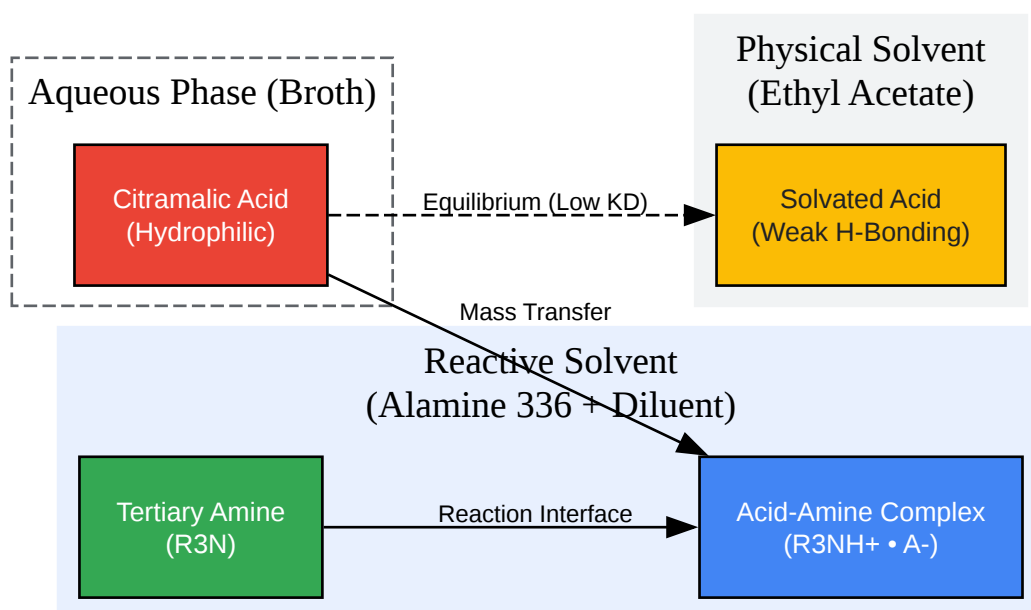 Physical Solvent
(Ethyl Acetate)
Aqueous Phase (Broth)
Citramalic Acid
(Hydrophilic)
Equilibrium (Low KD)
Solvated Acid
(Weak H-Bonding)
Mass Transfer
Reactive Solvent
(Alamine 336 + Diluent)
Tertiary Amine
(R3N)
Reaction Interface
Acid-Amine Complex
(R3NH+ • A-)